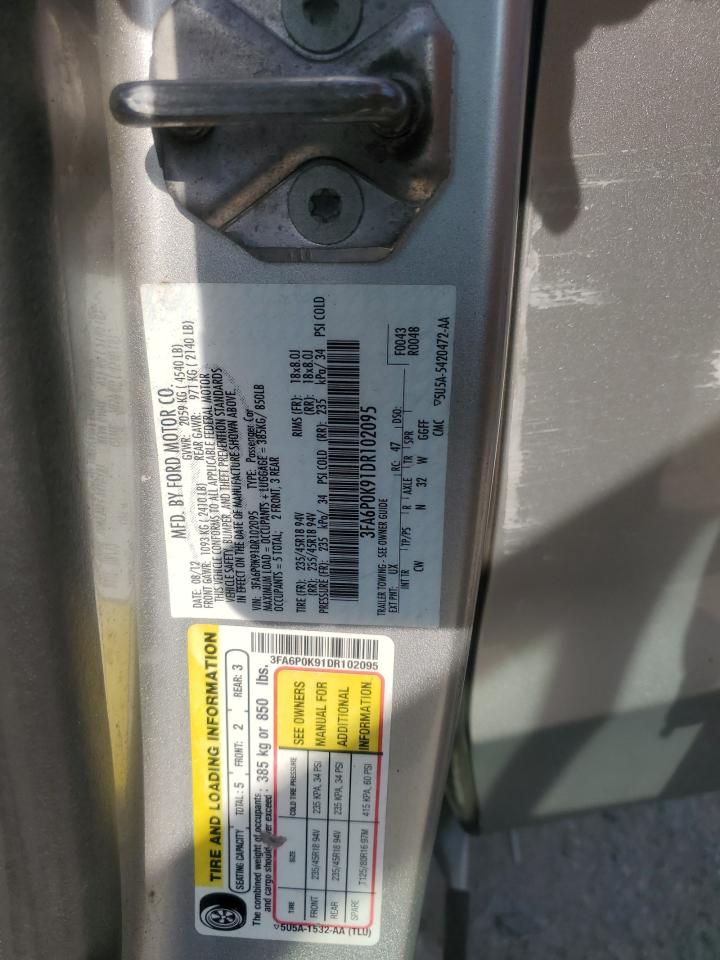 MFD. BY FORD MOTOR CO.
DATE: 08/12 GVWR: 2059 KG ( 4540 LB)
FRONT GAWR: 1093 KG ( 2410 LB) REAR GAWR: 971 KG ( 2140 LB)
THIS VEHICLE CONFORMS TO ALL APPLICABLE FEDERAL MOTOR
VEHICLE SAFETY, BUMPER, AND THEFT PREVENTION STANDARDS
IN EFFECT ON THE DATE OF MANUFACTURE SHOWN ABOVE.
VIN: 3FA6P0K91DR102095 TYPE: Passenger Car
MAXIMUM LOAD = OCCUPANTS + LUGGAGE = 385KG/ 850LB
OCCUPANTS = 5 TOTAL: 2 FRONT, 3 REAR
TIRE (FR): 235/45R18 94V RIMS (FR): 18x8.0J
(RR): 235/45R18 94V (RR): 18x8.0J
PRESSURE (FR): 235 kPa/ 34 PSI COLD (RR): 235 kPa/ 34 PSI COLD
3FA6P0K91DR102095
TRAILER TOWING - SEE OWNER GUIDE F0043
EXT PNT: UX RC: 47 DSO: R0048
INT TR TP/PS R AXLE TR SPR
CW N 32 W GGFF CMC
5U5A-5420472-AA
TIRE AND LOADING INFORMATION
SEATING CAPACITY TOTAL: 5 FRONT: 2 REAR: 3
The combined weight of occupants
and cargo should never exceed : 385 kg or 850 lbs.
3FA6P0K91DR102095
TIRE SIZE COLD TIRE PRESSURE SEE OWNERS
FRONT 235/45R18 94V 235 KPA, 34 PSI MANUAL FOR
REAR 235/45R18 94V 235 KPA, 34 PSI ADDITIONAL
SPARE T125/80R16 97M 415 KPA, 60 PSI INFORMATION
5U5A-1532-AA (TLU)